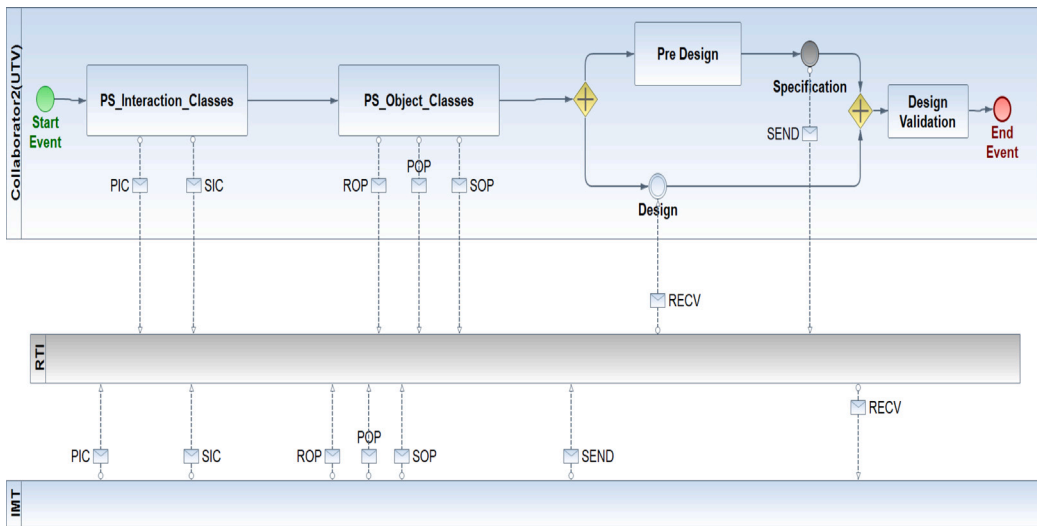 Collaborator2(UTV)
Start
Event
PS_Interaction_Classes
PS_Object_Classes
Pre Design
Specification
Design
Validation
End
Event
PIC
SIC
ROP
POP
SOP
SEND
Design
RECV
RTI
PIC
SIC
ROP
POP
SOP
SEND
RECV
IMT